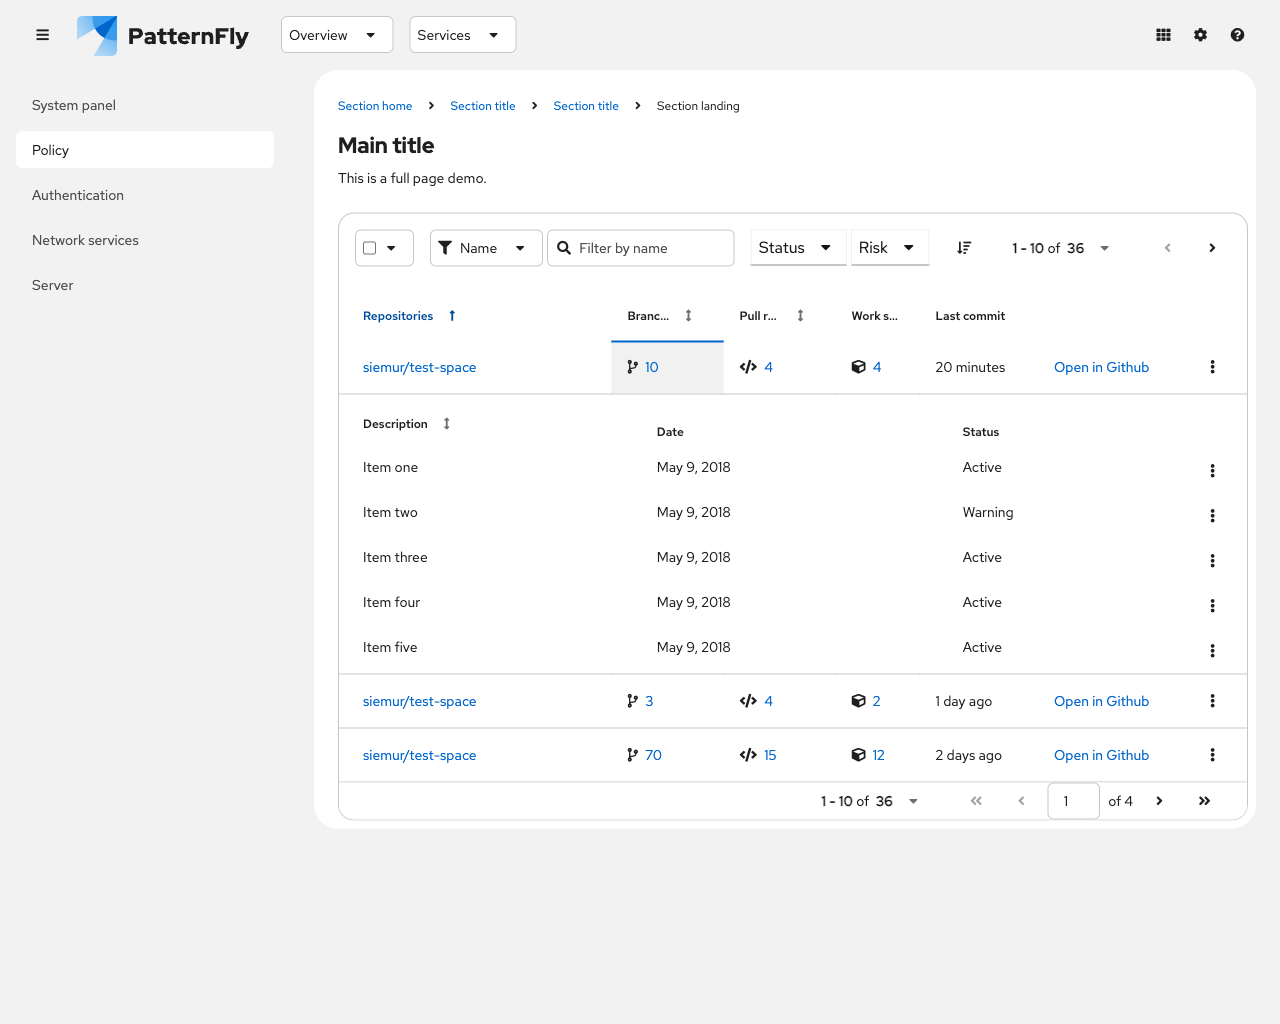 PatternFly Overview Services
System panel
Policy
Authentication
Network services
Server
Section home Section title Section title Section landing
Main title
This is a full page demo.
Name Filter by name Status Risk 1 - 10 of 36
Repositories Branc... Pull r... Work s... Last commit
siemur/test-space 10 4 4 20 minutes Open in Github
Description Date Status
Item one May 9, 2018 Active
Item two May 9, 2018 Warning
Item three May 9, 2018 Active
Item four May 9, 2018 Active
Item five May 9, 2018 Active
siemur/test-space 3 4 2 1 day ago Open in Github
siemur/test-space 70 15 12 2 days ago Open in Github
1 - 10 of 36 1 of 4